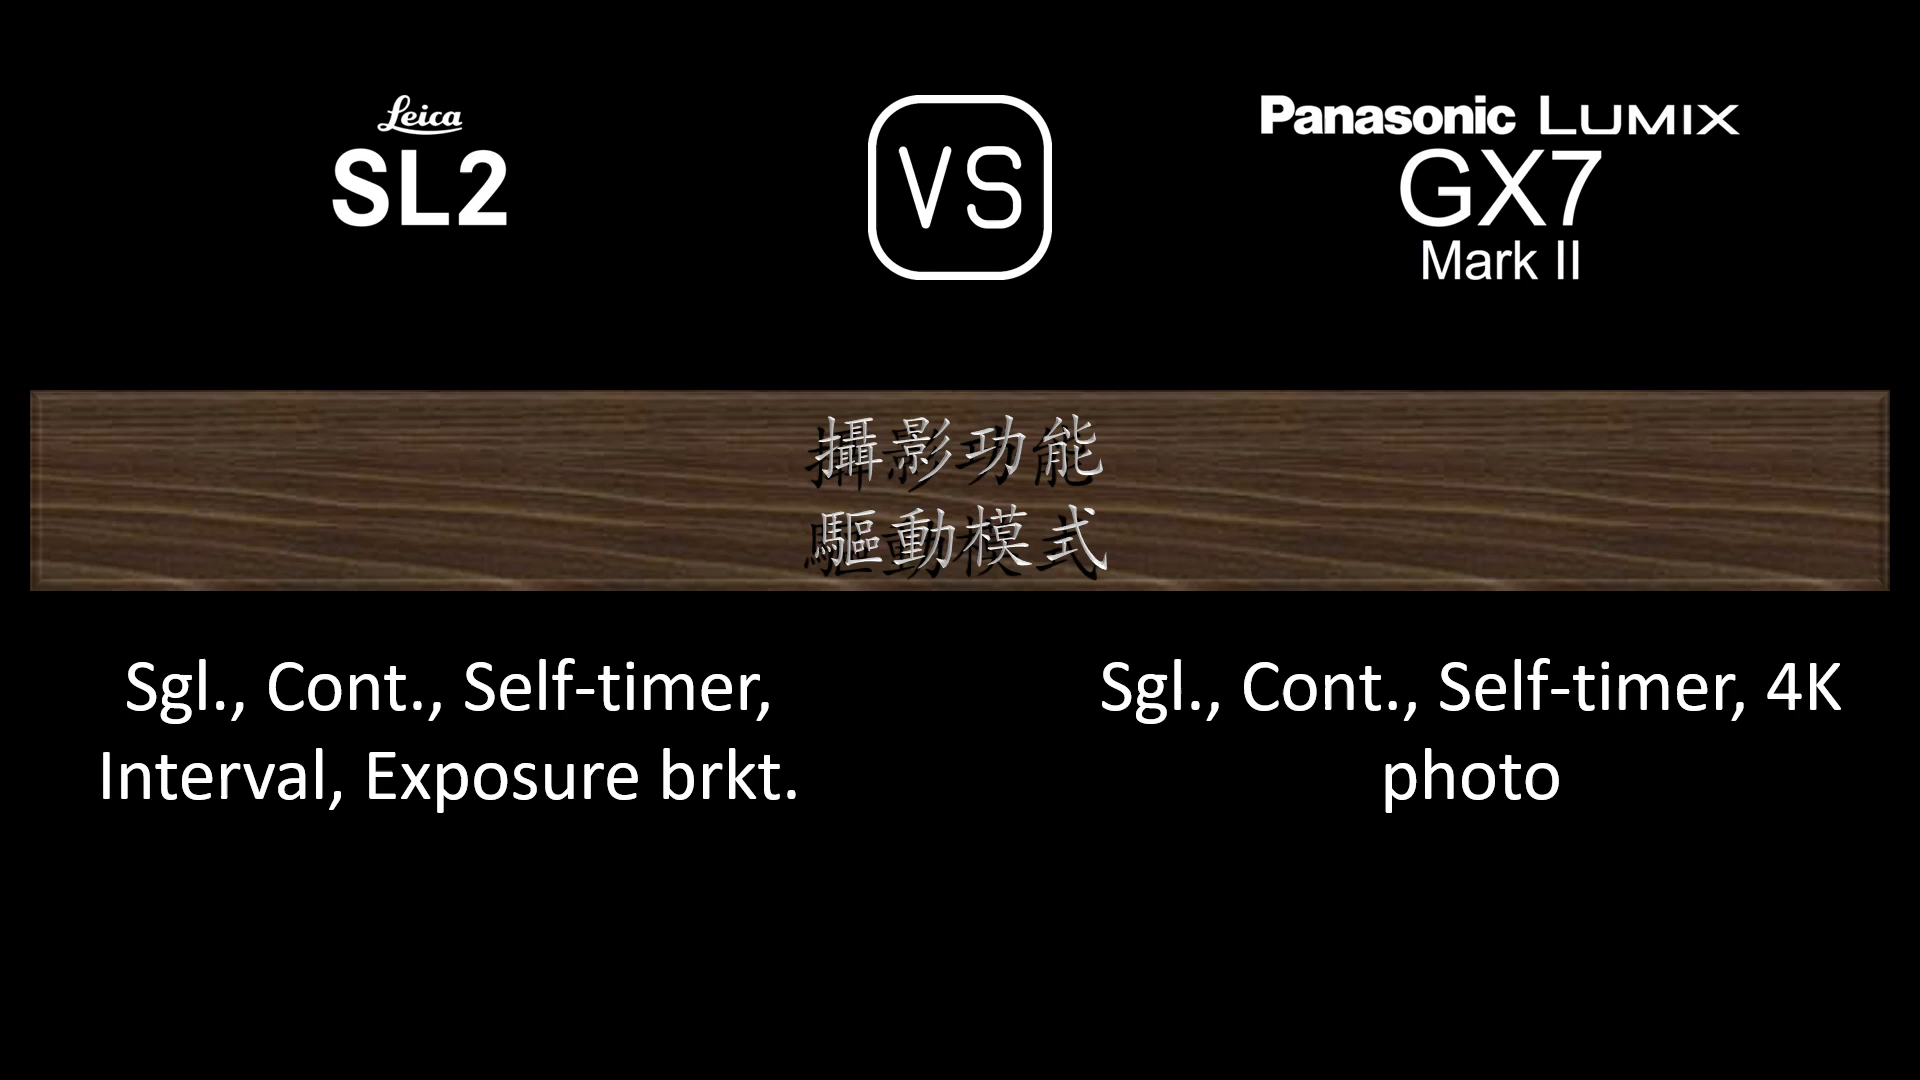 Leica
SL2
VS
Panasonic LUMIX
GX7
Mark II
攝影功能
驅動模式
Sgl., Cont., Self-timer,
Interval, Exposure brkt.
Sgl., Cont., Self-timer, 4K
photo